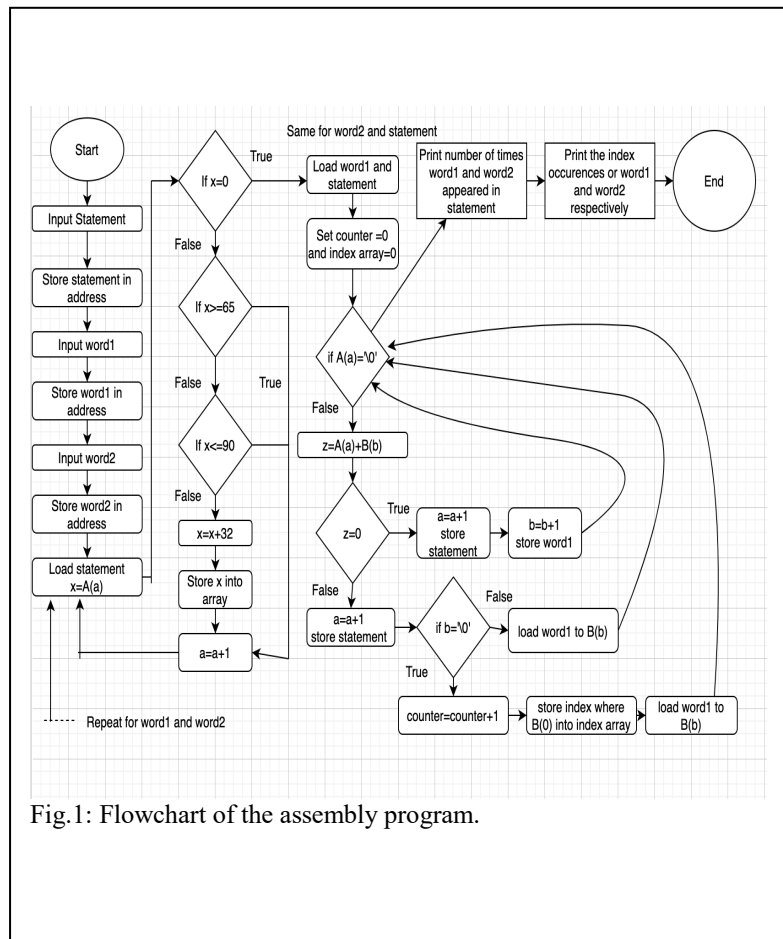 Start
Input Statement
Store statement in
address
Input word1
Store word1 in
address
Input word2
Store word2 in
address
Load statement
x=A(a)
Repeat for word1 and word2
If x=0
True
False
If x>=65
False
True
If x<=90
False
x=x+32
Store x into
array
a=a+1
Same for word2 and statement
Load word1 and
statement
Set counter =0
and index array=0
if A(a)='\0'
False
z=A(a)+B(b)
z=0
True
a=a+1
store
statement
b=b+1
store word1
False
a=a+1
store statement
if b='\0'
False
load word1 to B(b)
True
counter=counter+1
store index where
B(0) into index array
load word1 to
B(b)
Print number of times
word1 and word2
appeared in
statement
Print the index
occurences or word1
and word2
respectively
End
Fig.1: Flowchart of the assembly program.